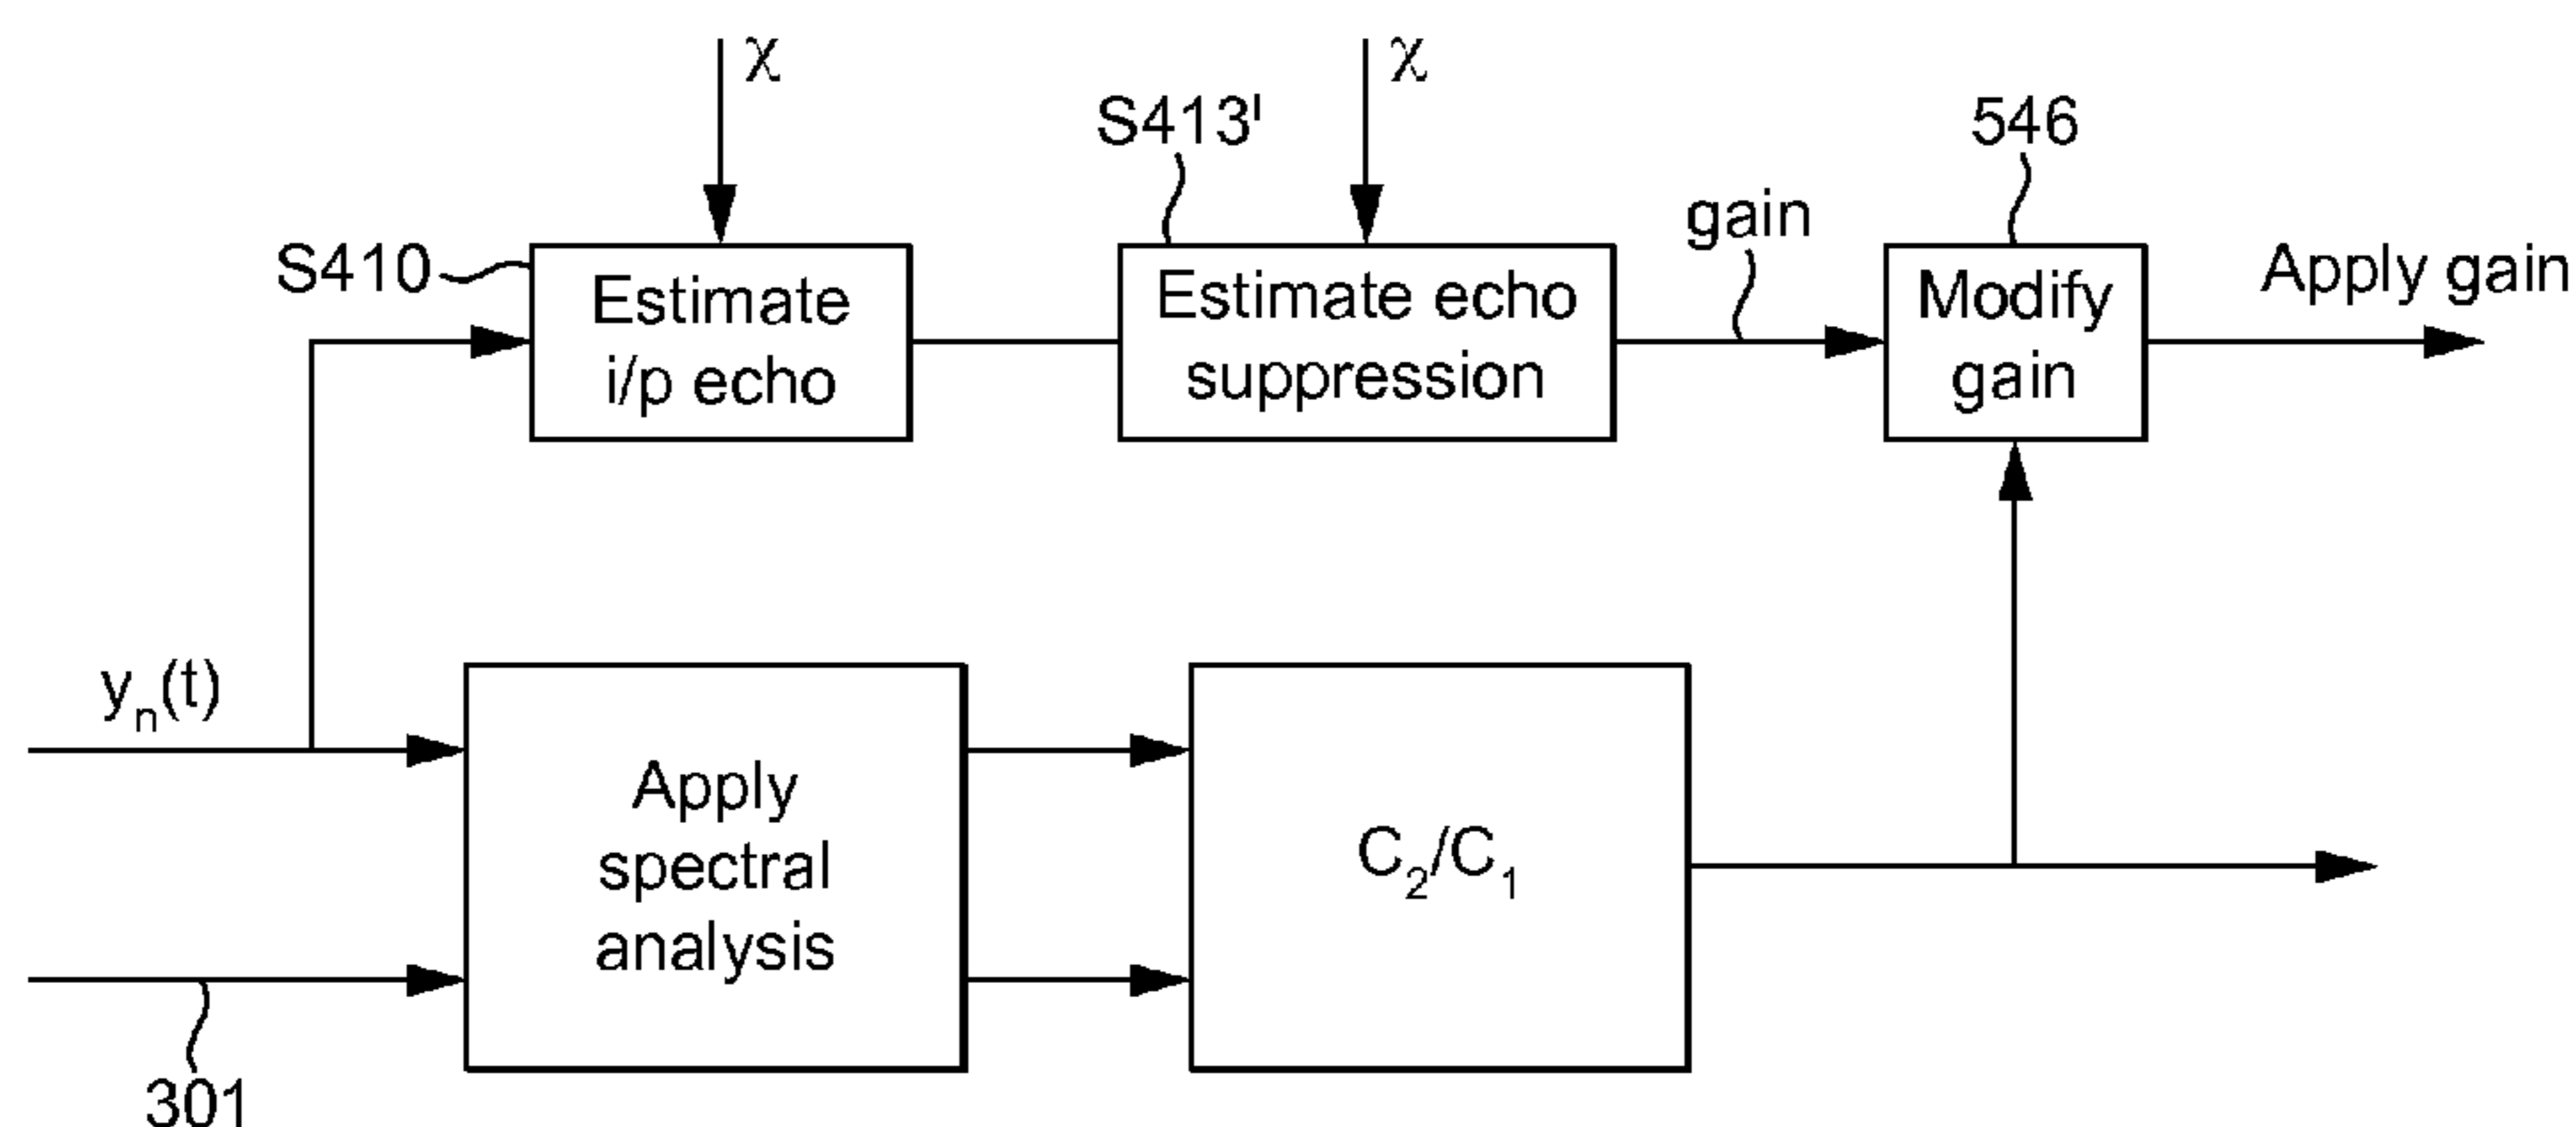 χ
χ
S413ᴵ
546
gain
S410
Estimate
i/p echo
Estimate echo
suppression
Modify
gain
Apply gain
yₙ(t)
Apply
spectral
analysis
C₂/C₁
301